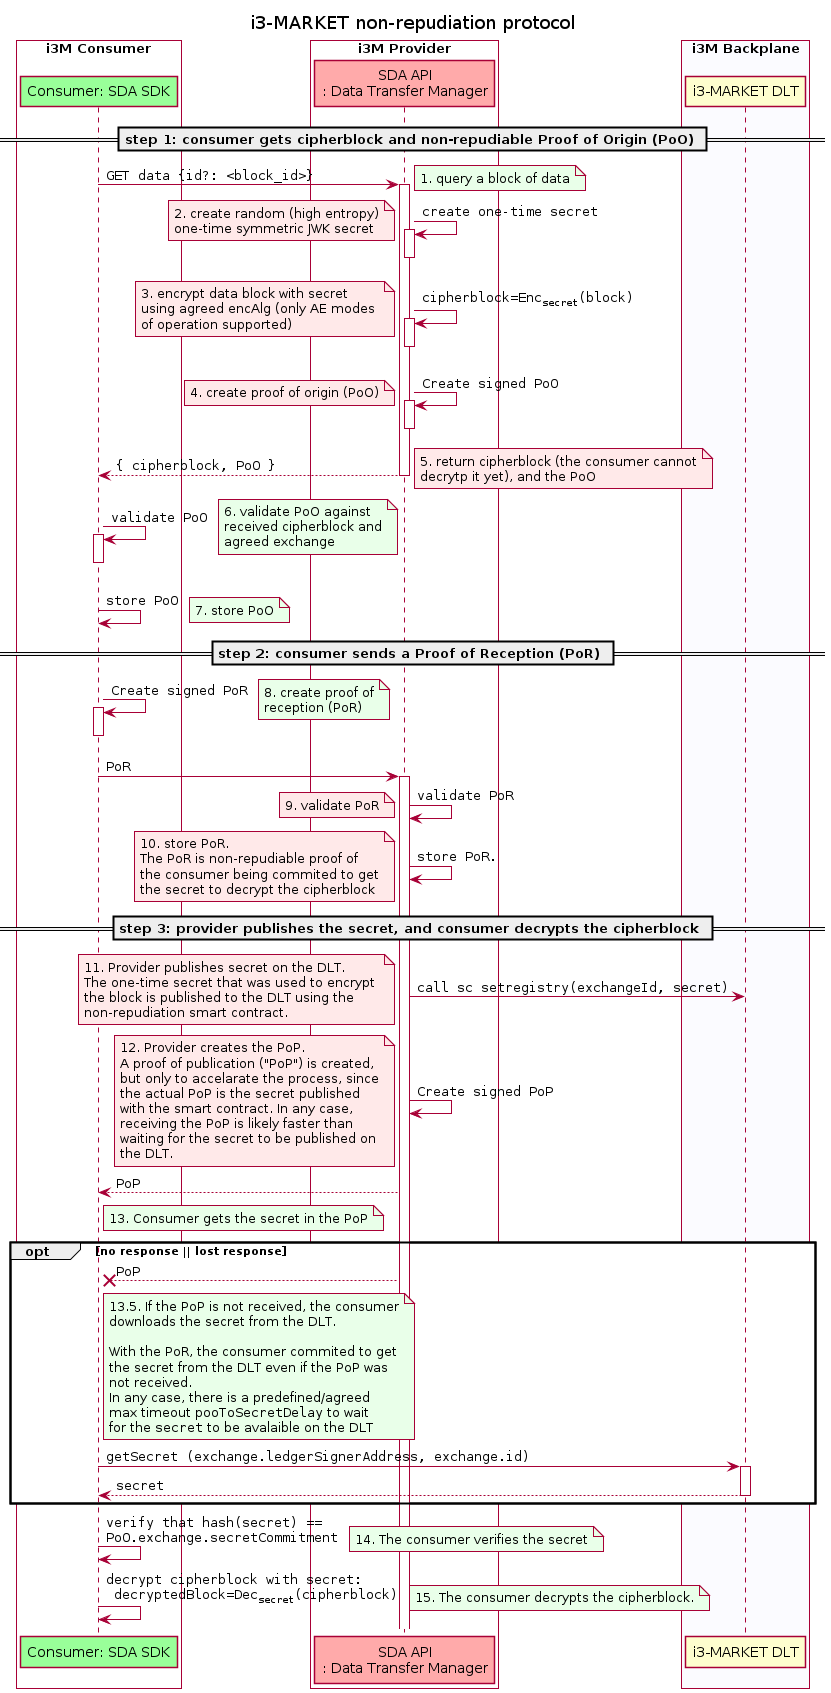 i3-MARKET non-repudiation protocol
i3M Consumer
i3M Provider
i3M Backplane
Consumer: SDA SDK
SDA API
: Data Transfer Manager
i3-MARKET DLT
step 1: consumer gets cipherblock and non-repudiable Proof of Origin (PoO)
GET data {id?: <block_id>}
1. query a block of data
2. create random (high entropy)
one-time symmetric JWK secret
create one-time secret
3. encrypt data block with secret
using agreed encAlg (only AE modes
of operation supported)
cipherblock=Encsecret(block)
4. create proof of origin (PoO)
Create signed PoO
{ cipherblock, PoO }
5. return cipherblock (the consumer cannot
decrytp it yet), and the PoO
validate PoO
6. validate PoO against
received cipherblock and
agreed exchange
store PoO
7. store PoO
step 2: consumer sends a Proof of Reception (PoR)
Create signed PoR
8. create proof of
reception (PoR)
PoR
9. validate PoR
validate PoR
10. store PoR.
The PoR is non-repudiable proof of
the consumer being commited to get
the secret to decrypt the cipherblock
store PoR.
step 3: provider publishes the secret, and consumer decrypts the cipherblock
11. Provider publishes secret on the DLT.
The one-time secret that was used to encrypt
the block is published to the DLT using the
non-repudiation smart contract.
call sc setregistry(exchangeId, secret)
12. Provider creates the PoP.
A proof of publication ("PoP") is created,
but only to accelarate the process, since
the actual PoP is the secret published
with the smart contract. In any case,
receiving the PoP is likely faster than
waiting for the secret to be published on
the DLT.
Create signed PoP
PoP
13. Consumer gets the secret in the PoP
opt
[no response || lost response]
PoP
13.5. If the PoP is not received, the consumer
downloads the secret from the DLT.
With the PoR, the consumer commited to get
the secret from the DLT even if the PoP was
not received.
In any case, there is a predefined/agreed
max timeout pooToSecretDelay to wait
for the secret to be avalaible on the DLT
getSecret (exchange.ledgerSignerAddress, exchange.id)
secret
verify that hash(secret) ==
PoO.exchange.secretCommitment
14. The consumer verifies the secret
decrypt cipherblock with secret:
decryptedBlock=Decsecret(cipherblock)
15. The consumer decrypts the cipherblock.
Consumer: SDA SDK
SDA API
: Data Transfer Manager
i3-MARKET DLT